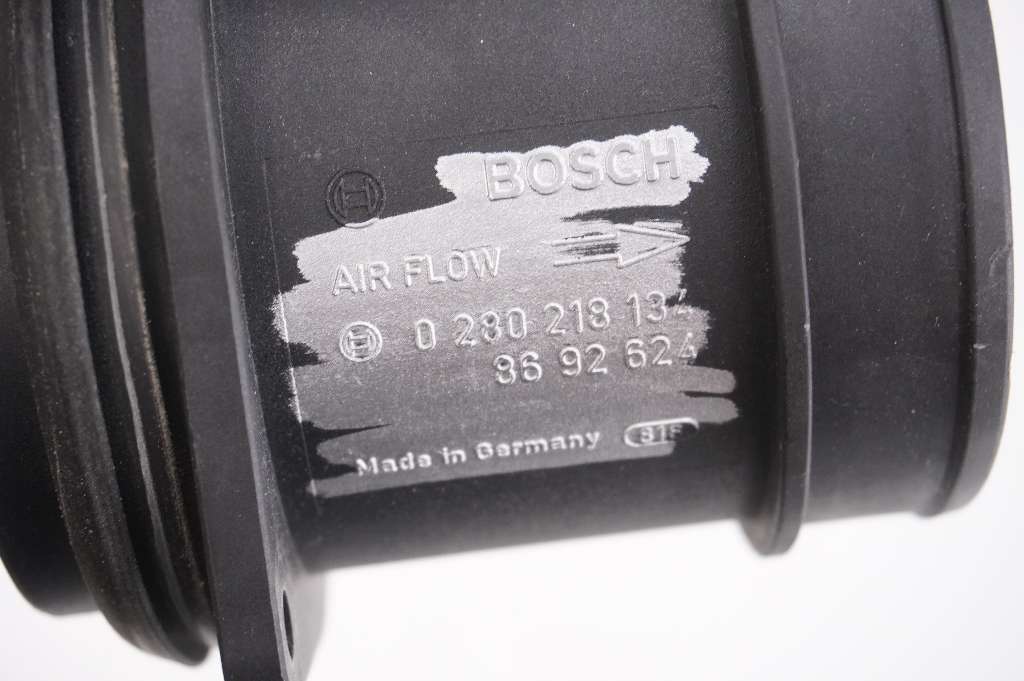 BOSCH
AIR FLOW
0 280 218 134
86 92 624
Made in Germany